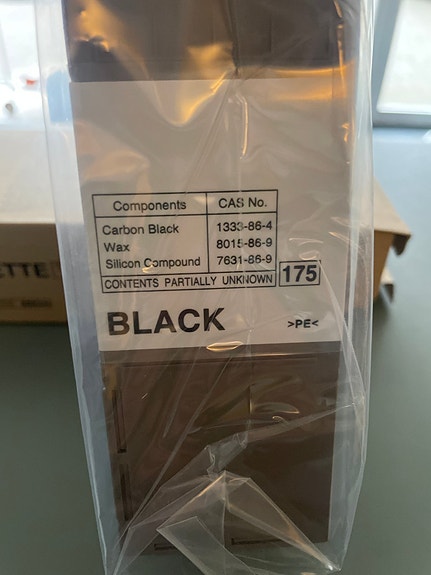 Components CAS No.
Carbon Black 1333-86-4
Wax 8015-86-9
Silicon Compound 7631-86-9
CONTENTS PARTIALLY UNKNOWN 175
BLACK >PE<
ETTE